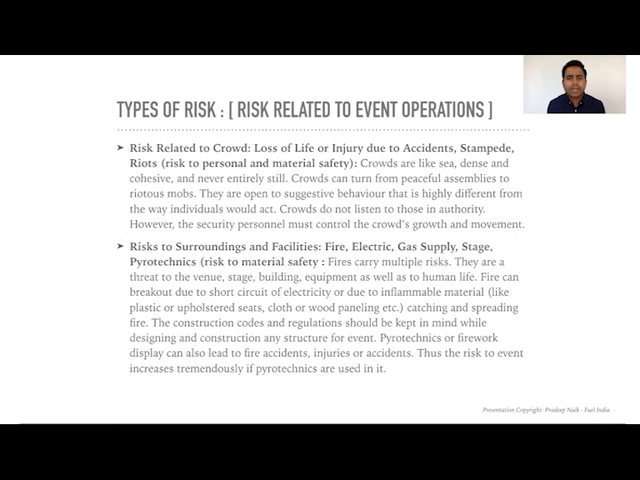 TYPES OF RISK : [ RISK RELATED TO EVENT OPERATIONS ]
➤ Risk Related to Crowd: Loss of Life or Injury due to Accidents, Stampede,
Riots (risk to personal and material safety): Crowds are like sea, dense and
cohesive, and never entirely still. Crowds can turn from peaceful assemblies to
riotous mobs. They are open to suggestive behaviour that is highly different from
the way individuals would act. Crowds do not listen to those in authority.
However, the security personnel must control the crowd's growth and movement.
➤ Risks to Surroundings and Facilities: Fire, Electric, Gas Supply, Stage,
Pyrotechnics (risk to material safety : Fires carry multiple risks. They are a
threat to the venue, stage, building, equipment as well as to human life. Fire can
breakout due to short circuit of electricity or due to inflammable material (like
plastic or upholstered seats, cloth or wood paneling etc.) catching and spreading
fire. The construction codes and regulations should be kept in mind while
designing and construction any structure for event. Pyrotechnics or firework
display can also lead to fire accidents, injuries or accidents. Thus the risk to event
increases tremendously if pyrotechnics are used in it.
Presentation Copyright: Pradeep Naik - Fuel India